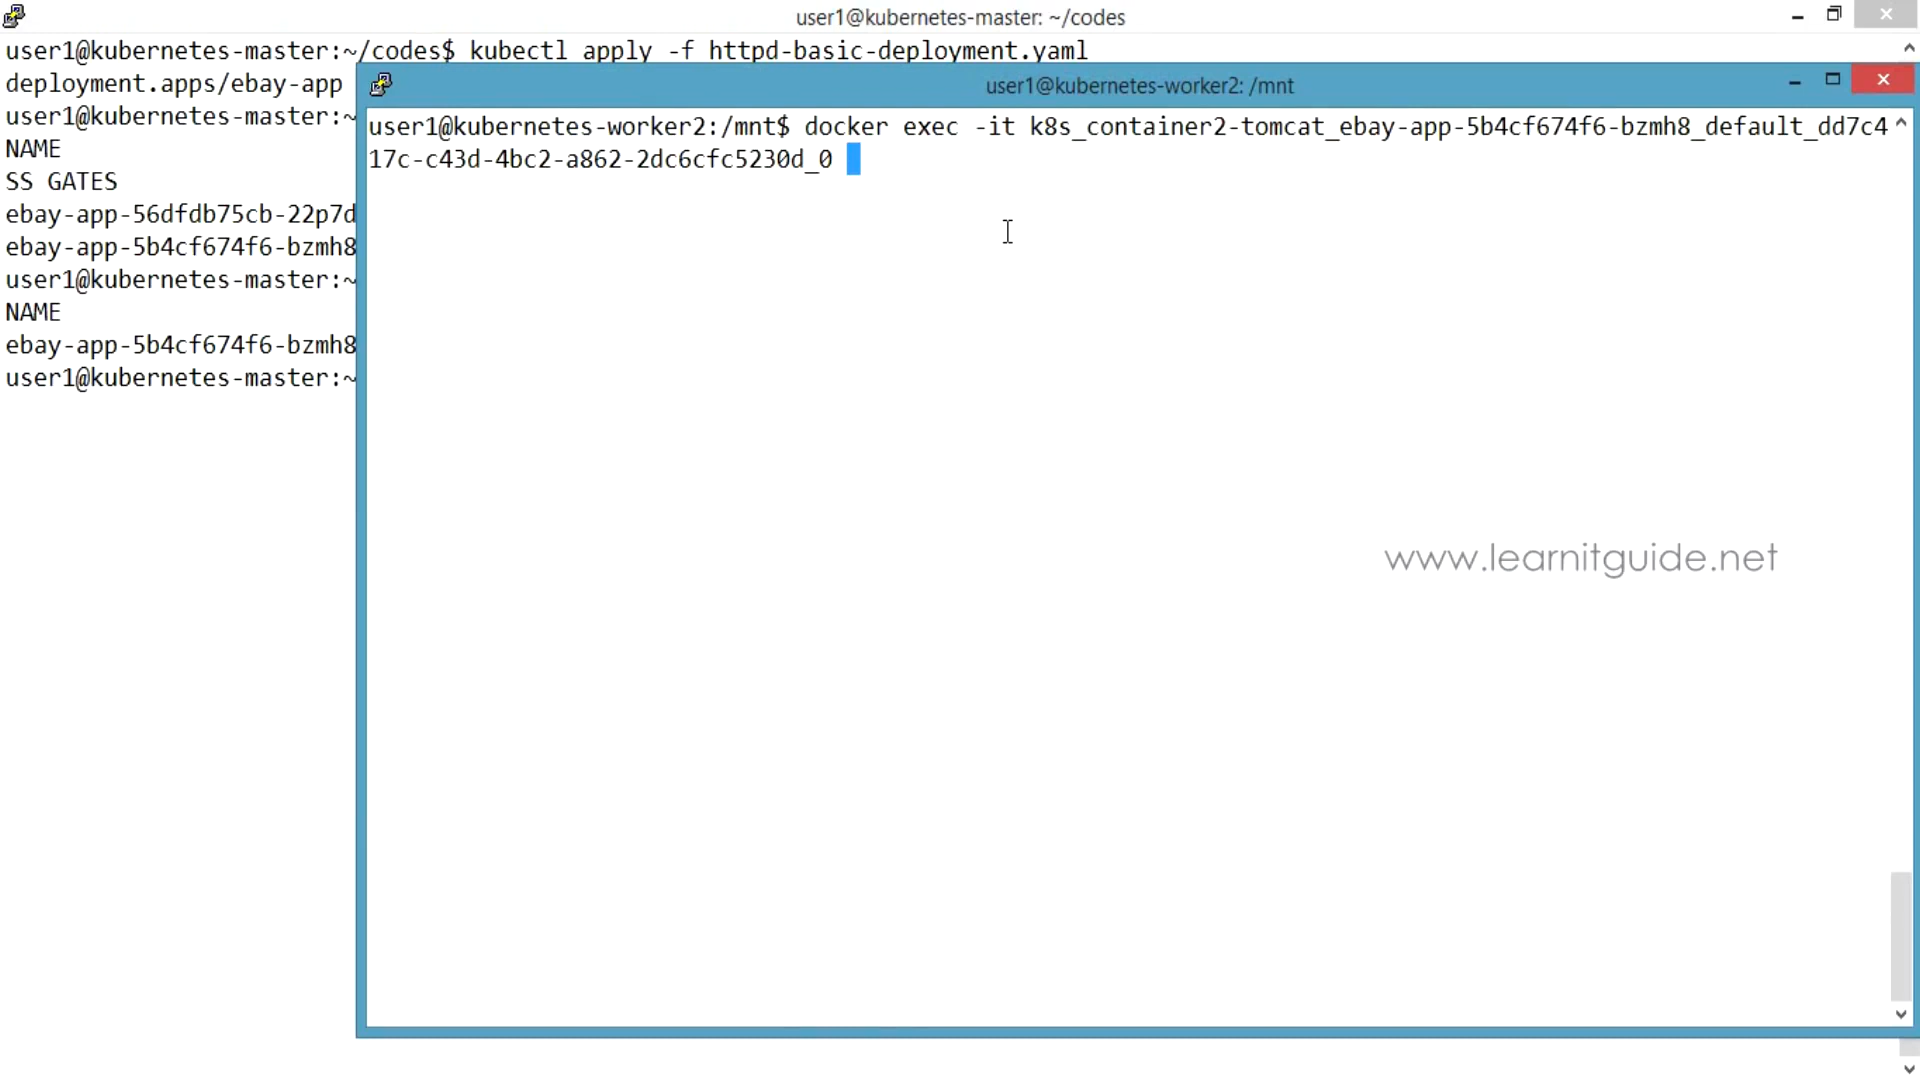 user1@kubernetes-master: ~/codes
user1@kubernetes-master:~/codes$ kubectl apply -f httpd-basic-deployment.yaml
deployment.apps/ebay-app
user1@kubernetes-master:~
NAME
SS GATES
ebay-app-56dfdb75cb-22p7d
ebay-app-5b4cf674f6-bzmh8
user1@kubernetes-master:~
NAME
ebay-app-5b4cf674f6-bzmh8
user1@kubernetes-master:~
user1@kubernetes-worker2: /mnt
user1@kubernetes-worker2:/mnt$ docker exec -it k8s_container2-tomcat_ebay-app-5b4cf674f6-bzmh8_default_dd7c4
17c-c43d-4bc2-a862-2dc6cfc5230d_0
www.learnitguide.net